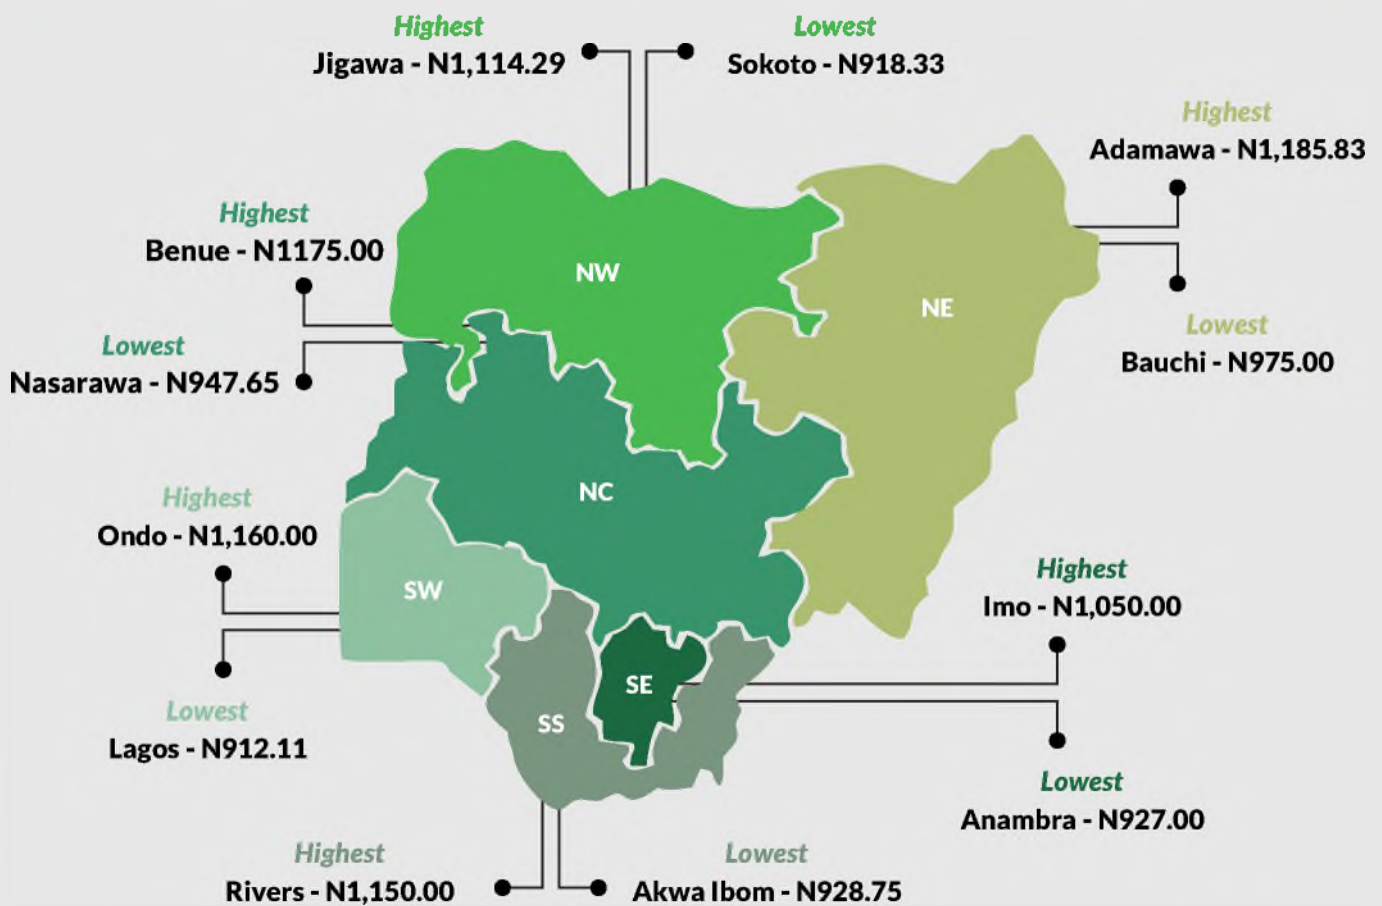 Highest
Jigawa - N1,114.29
Lowest
Sokoto - N918.33
Highest
Adamawa - N1,185.83
Highest
Benue - N1175.00
NW
NE
Lowest
Nasarawa - N947.65
Lowest
Bauchi - N975.00
Highest
Ondo - N1,160.00
NC
SW
Highest
Imo - N1,050.00
Lowest
Lagos - N912.11
SE
SS
Lowest
Anambra - N927.00
Highest
Rivers - N1,150.00
Lowest
Akwa Ibom - N928.75